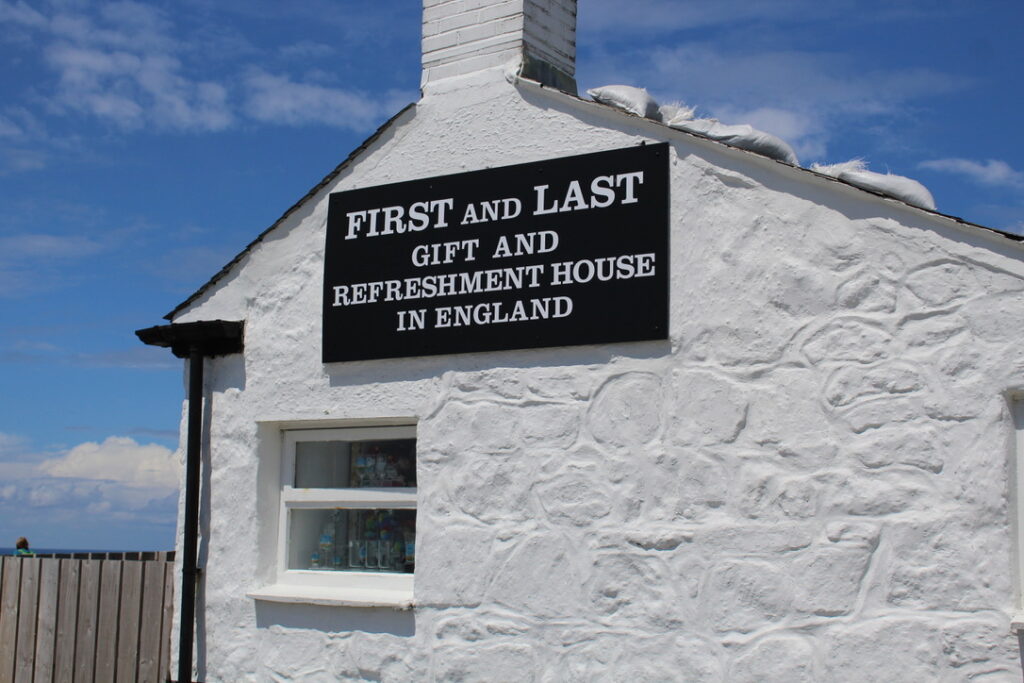 FIRST AND LAST
GIFT AND
REFRESHMENT HOUSE
IN ENGLAND